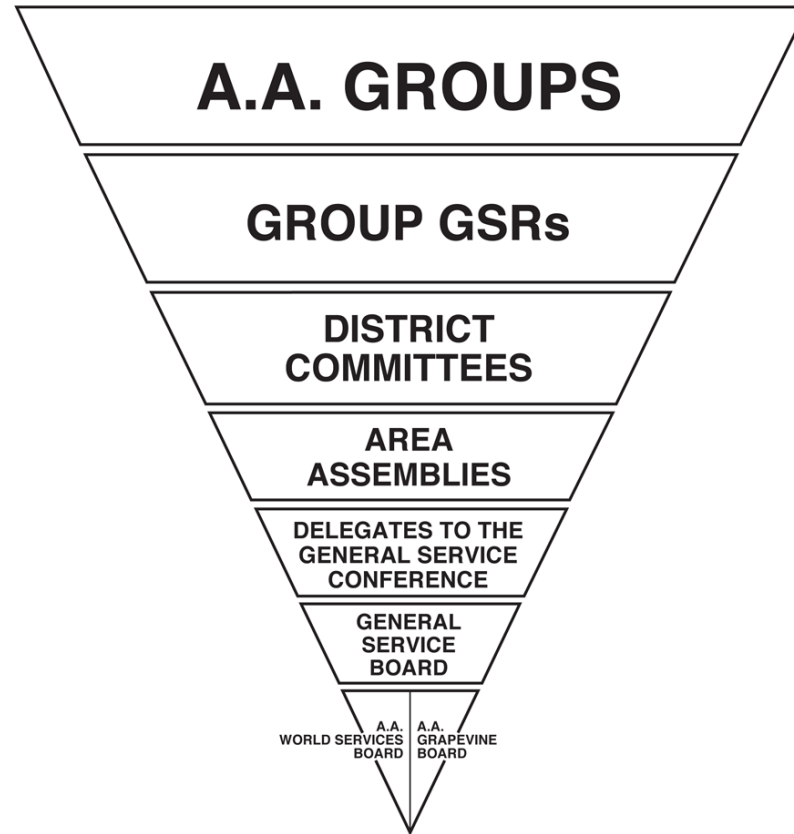 A.A. GROUPS
GROUP GSRs
DISTRICT
COMMITTEES
AREA
ASSEMBLIES
DELEGATES TO THE
GENERAL SERVICE
CONFERENCE
GENERAL
SERVICE
BOARD
A.A.
WORLD SERVICES
BOARD
A.A.
GRAPEVINE
BOARD